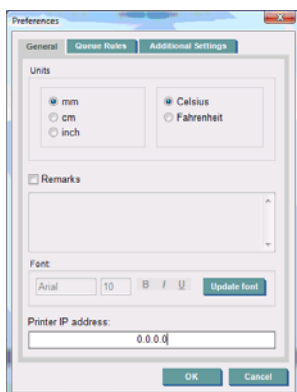 Preferences
General Queue Rules Additional Settings
Units
mm Celsius
cm Fahrenheit
inch
Remarks
Font:
Arial 10 B I U Update font
Printer IP address:
0.0.0.0
OK Cancel